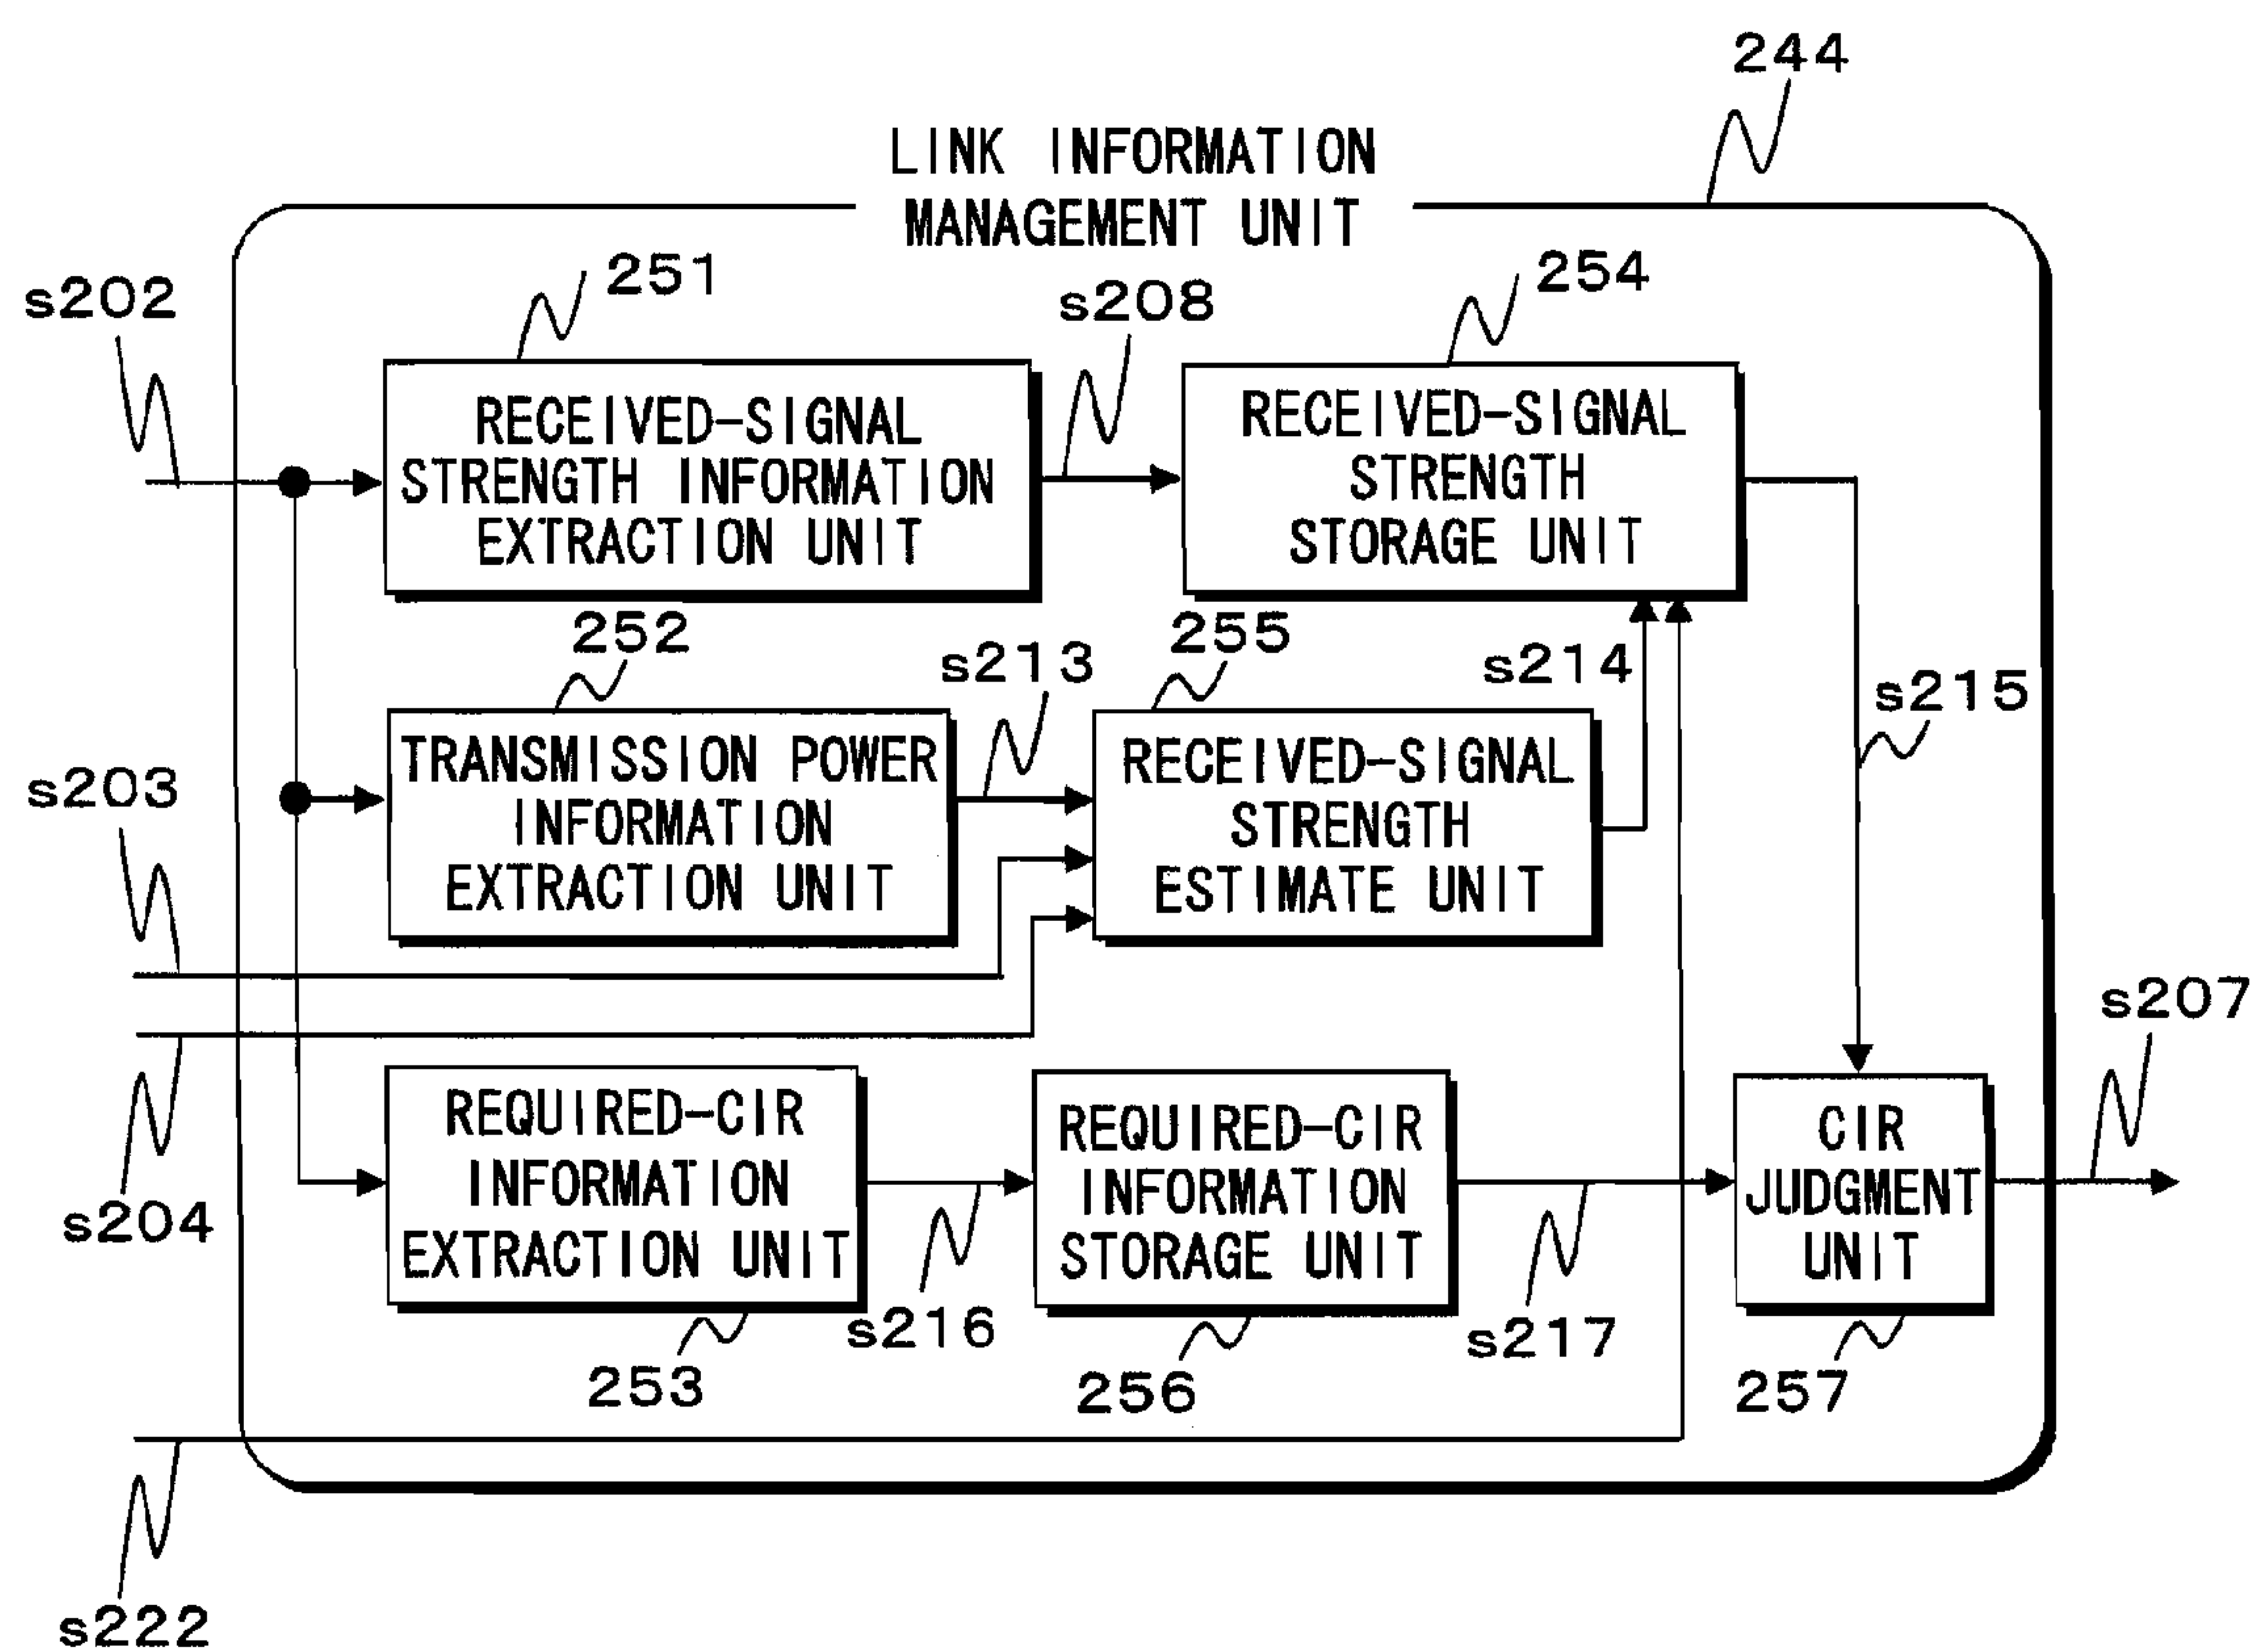 244
LINK INFORMATION
MANAGEMENT UNIT
s202
251
s208
254
RECEIVED-SIGNAL
STRENGTH INFORMATION
EXTRACTION UNIT
RECEIVED-SIGNAL
STRENGTH
STORAGE UNIT
252
s213
255
s214
s215
s203
TRANSMISSION POWER
INFORMATION
EXTRACTION UNIT
RECEIVED-SIGNAL
STRENGTH
ESTIMATE UNIT
s207
s204
REQUIRED-CIR
INFORMATION
EXTRACTION UNIT
REQUIRED-CIR
INFORMATION
STORAGE UNIT
CIR
JUDGMENT
UNIT
253
s216
256
s217
257
s222